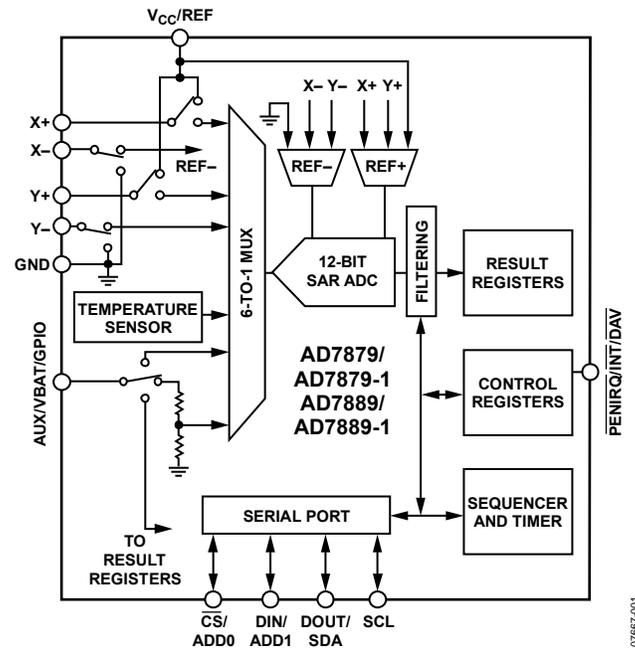 VCC/REF
X– Y– X+ Y+
X+
X–
REF–
Y+
Y–
GND
REF–
REF+
6-TO-1 MUX
12-BIT
SAR ADC
FILTERING
RESULT
REGISTERS
TEMPERATURE
SENSOR
AUX/VBAT/GPIO
AD7879/
AD7879-1
AD7889/
AD7889-1
CONTROL
REGISTERS
PENIRQ/INT/DAV
SERIAL PORT
SEQUENCER
AND TIMER
TO
RESULT
REGISTERS
CS/
ADD0
DIN/
ADD1
DOUT/
SDA
SCL
07667-001